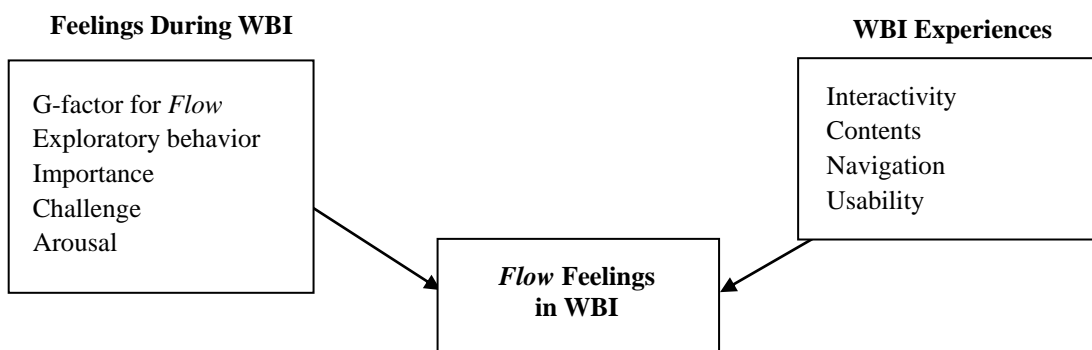 Feelings During WBI
G-factor for Flow
Exploratory behavior
Importance
Challenge
Arousal
WBI Experiences
Interactivity
Contents
Navigation
Usability
Flow Feelings
in WBI